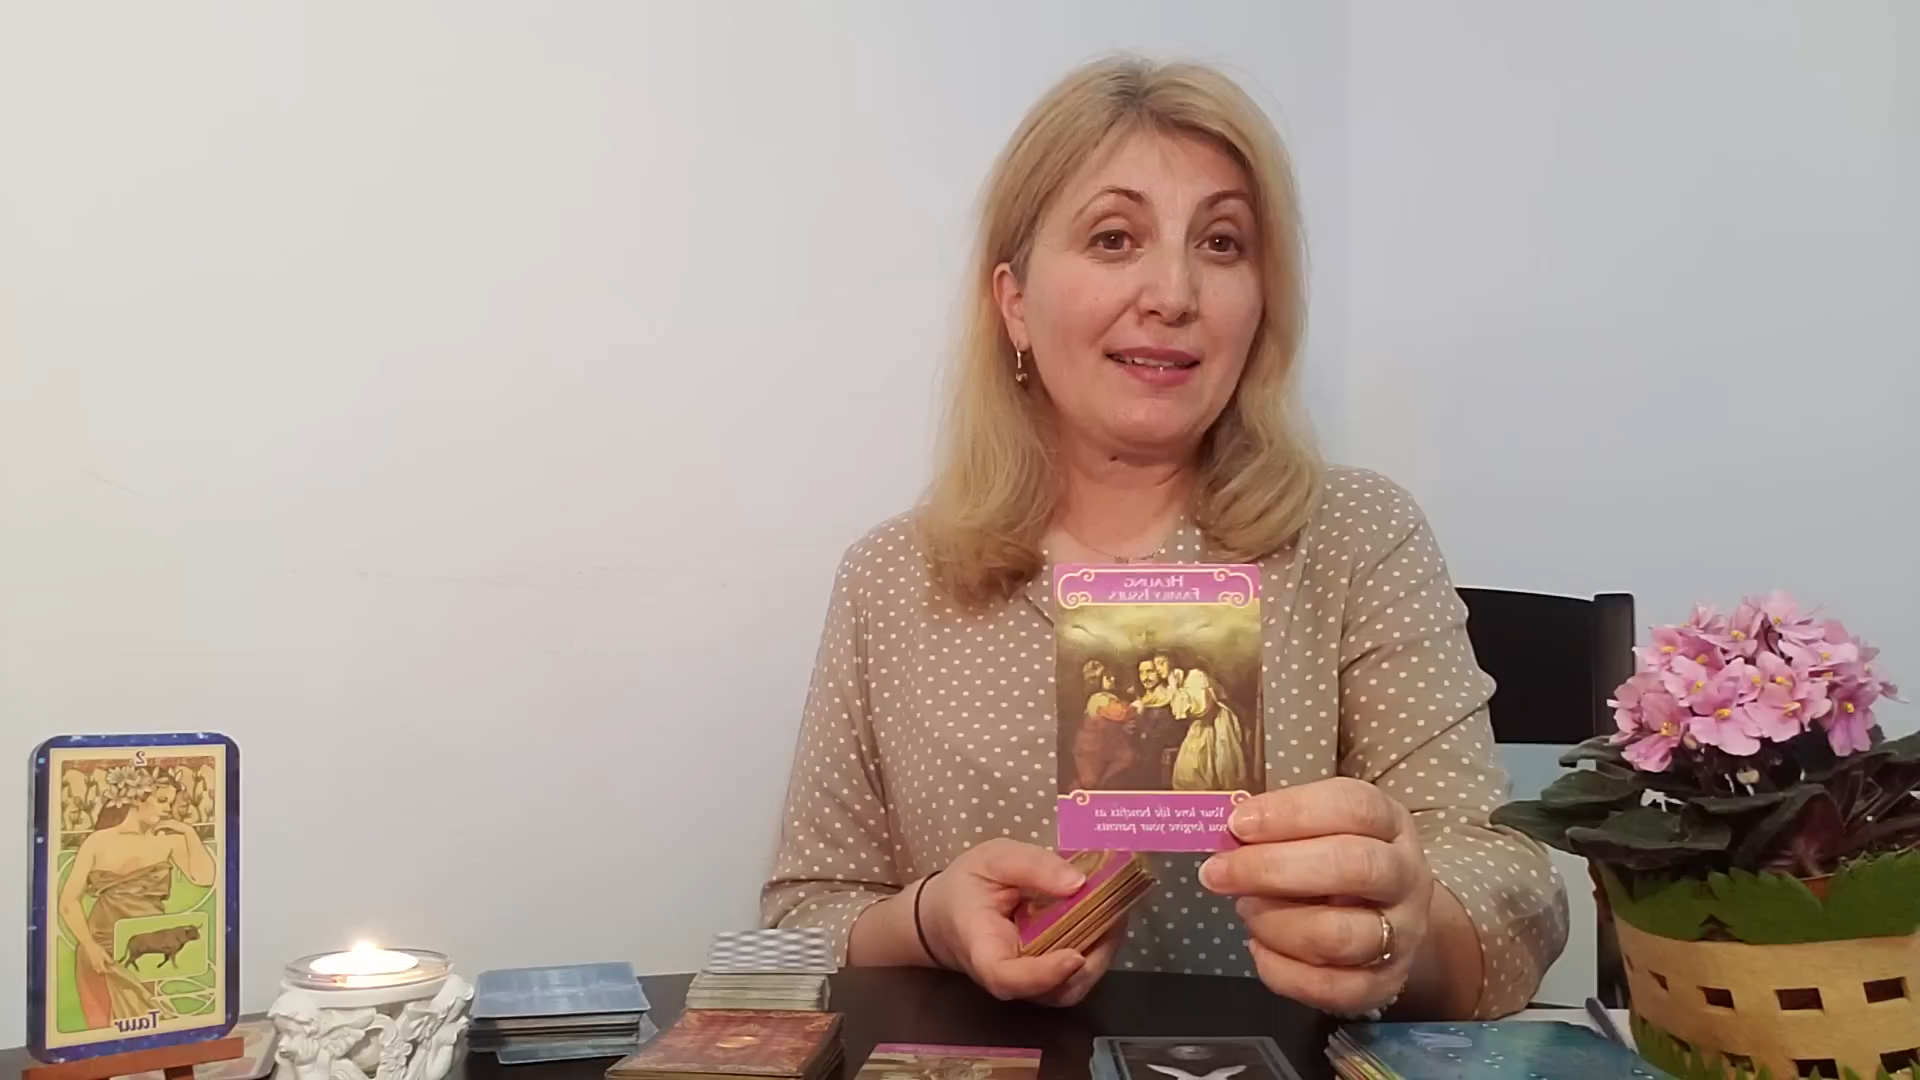 HEALING
FAMILY ISSUES
Your love life benefits as
you forgive your parents.
2
Taur